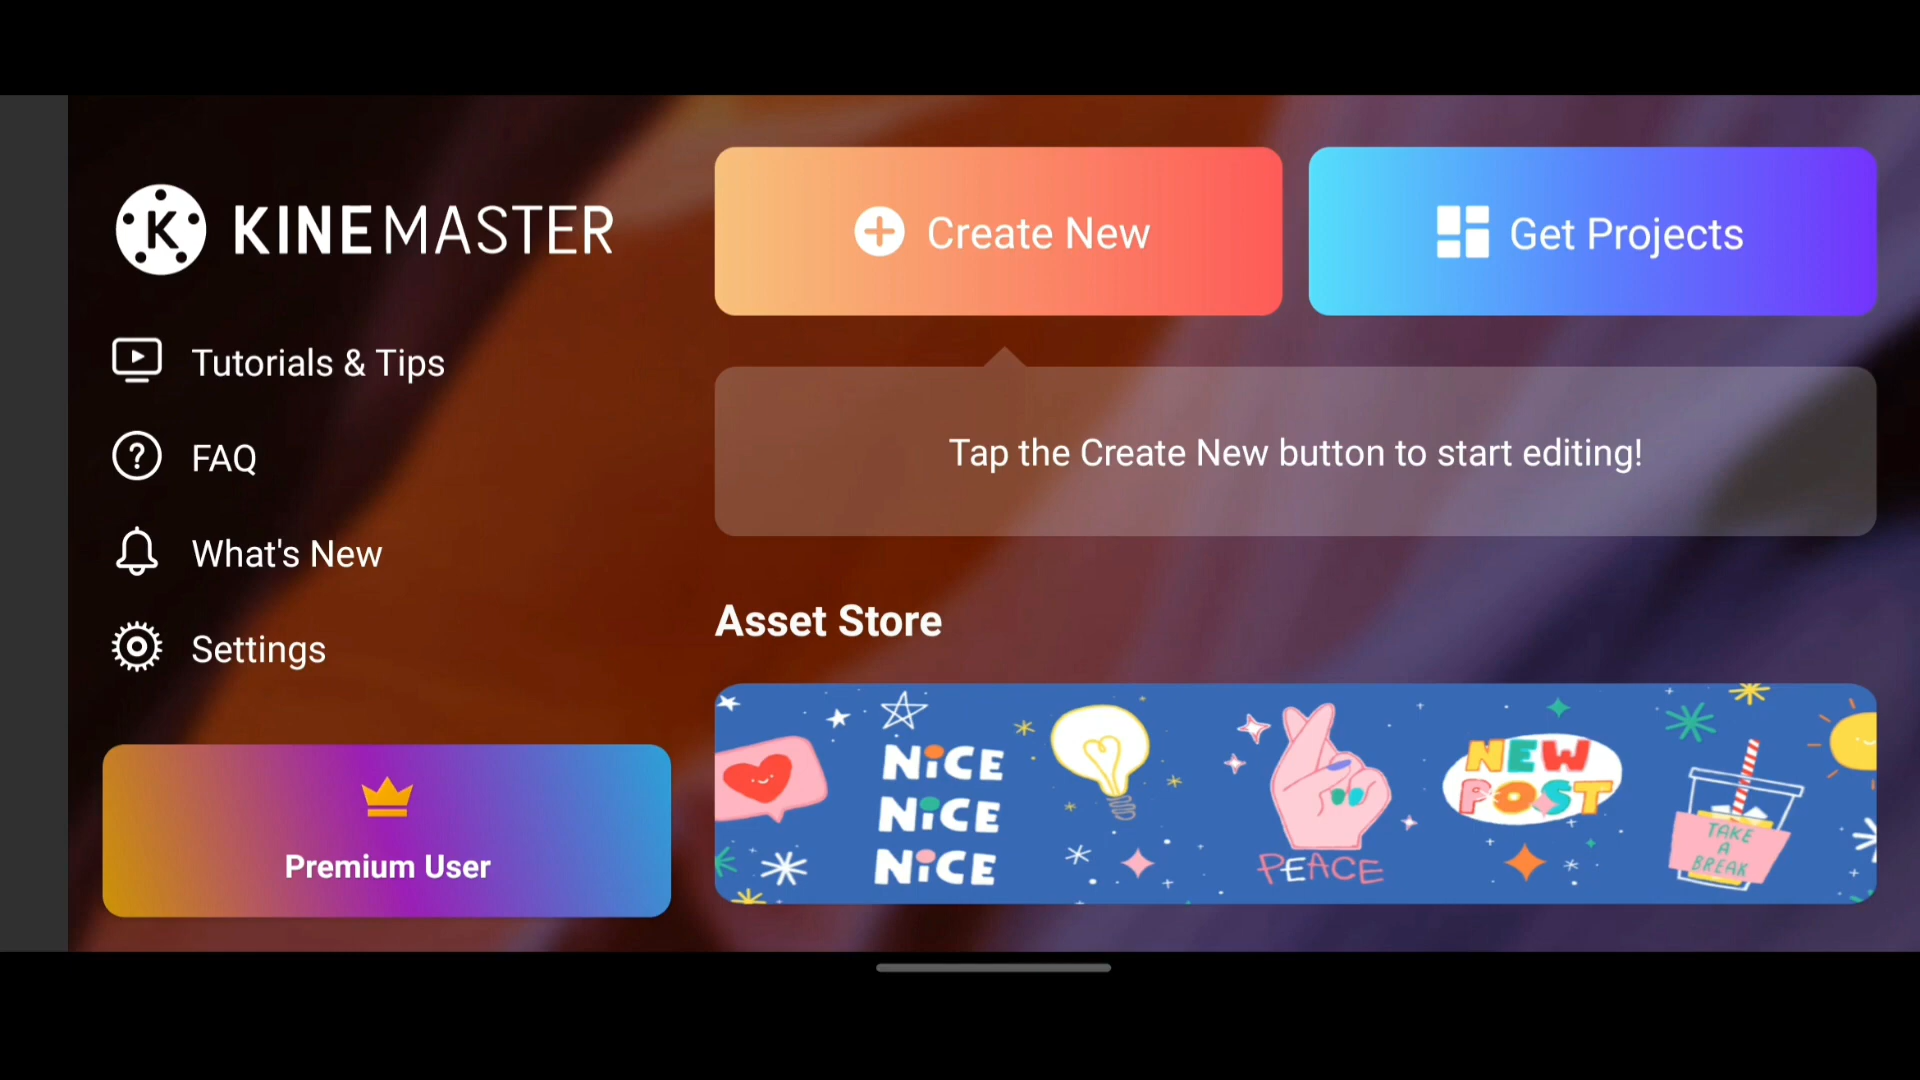 K KINEMASTER
Tutorials & Tips
? FAQ
What's New
Settings
Premium User
Create New
Get Projects
Tap the Create New button to start editing!
Asset Store
NiCE
NiCE
NiCE
PEACE
NEW
POST
TAKE
A
BREAK